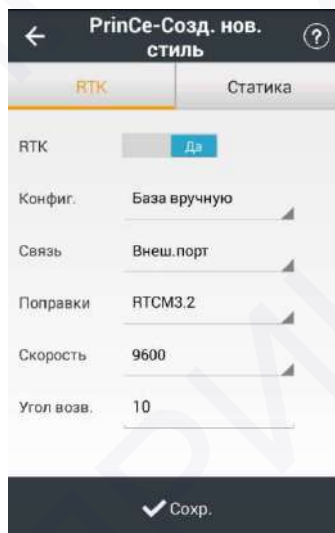 PrinCe-Созд. нов.
стиль
?
RTK
Статика
RTK
Да
Конфиг.
База вручную
Связь
Внеш.порт
Поправки
RTCM3.2
Скорость
9600
Угол возв.
10
Сохр.